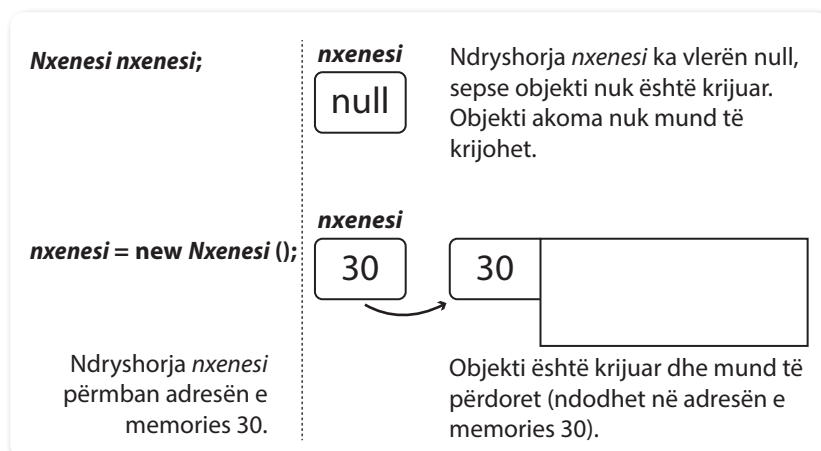 Nxenesi nxenesi;
nxenesi
null
Ndryshorja nxenesi ka vlerën null,
sepse objekti nuk është krijuar.
Objekti akoma nuk mund të
krijohet.
nxenesi = new Nxenesi ();
nxenesi
30
30
Ndryshorja nxenesi
përmban adresën e
memories 30.
Objekti është krijuar dhe mund të
përdoret (ndodhet në adresën e
memories 30).